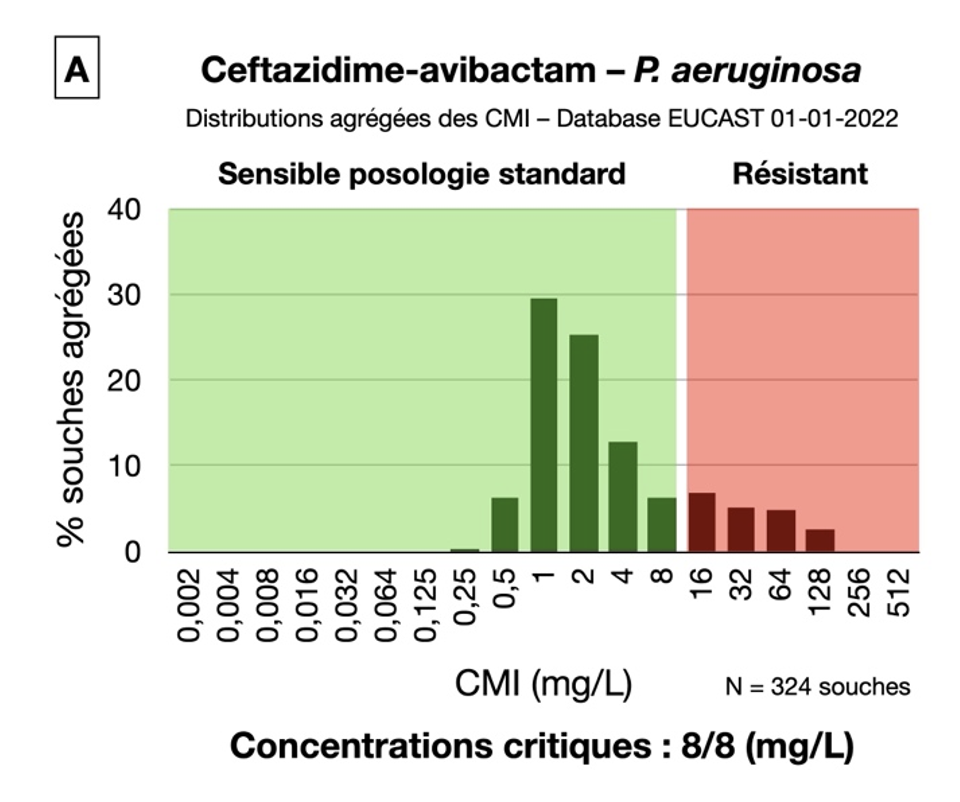 A
Ceftazidime-avibactam – P. aeruginosa
Distributions agrégées des CMI – Database EUCAST 01-01-2022
Sensible posologie standard
Résistant
% souches agrégées
40
30
20
10
0
0,002
0,004
0,008
0,016
0,032
0,064
0,125
0,25
0,5
1
2
4
8
16
32
64
128
256
512
CMI (mg/L)
N = 324 souches
Concentrations critiques : 8/8 (mg/L)